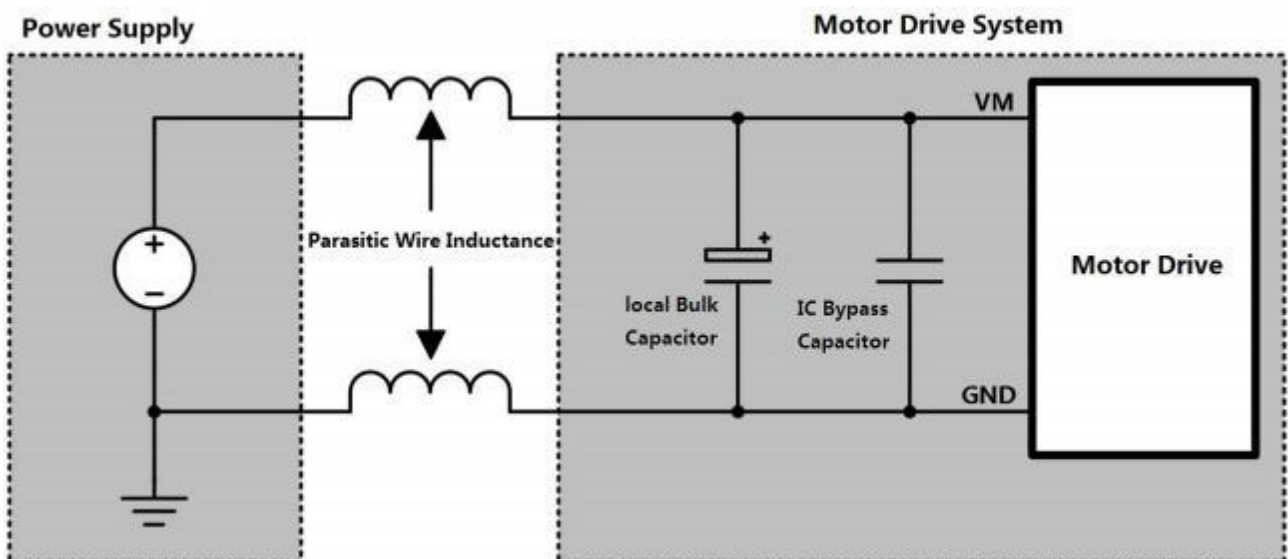 Power Supply
Motor Drive System
VM
+
Parasitic Wire Inductance
+
−
Motor Drive
local Bulk
Capacitor
IC Bypass
Capacitor
GND